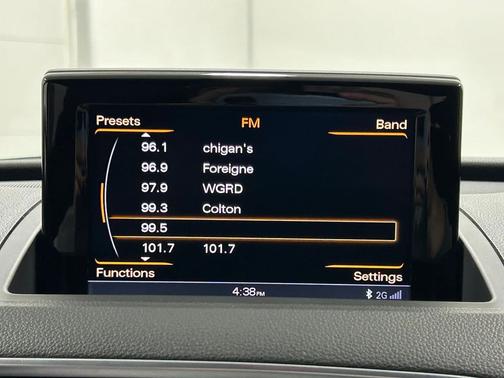 Presets FM Band
96.1 chigan's
96.9 Foreigne
97.9 WGRD
99.3 Colton
99.5
101.7 101.7
Functions Settings
4:38PM 2G